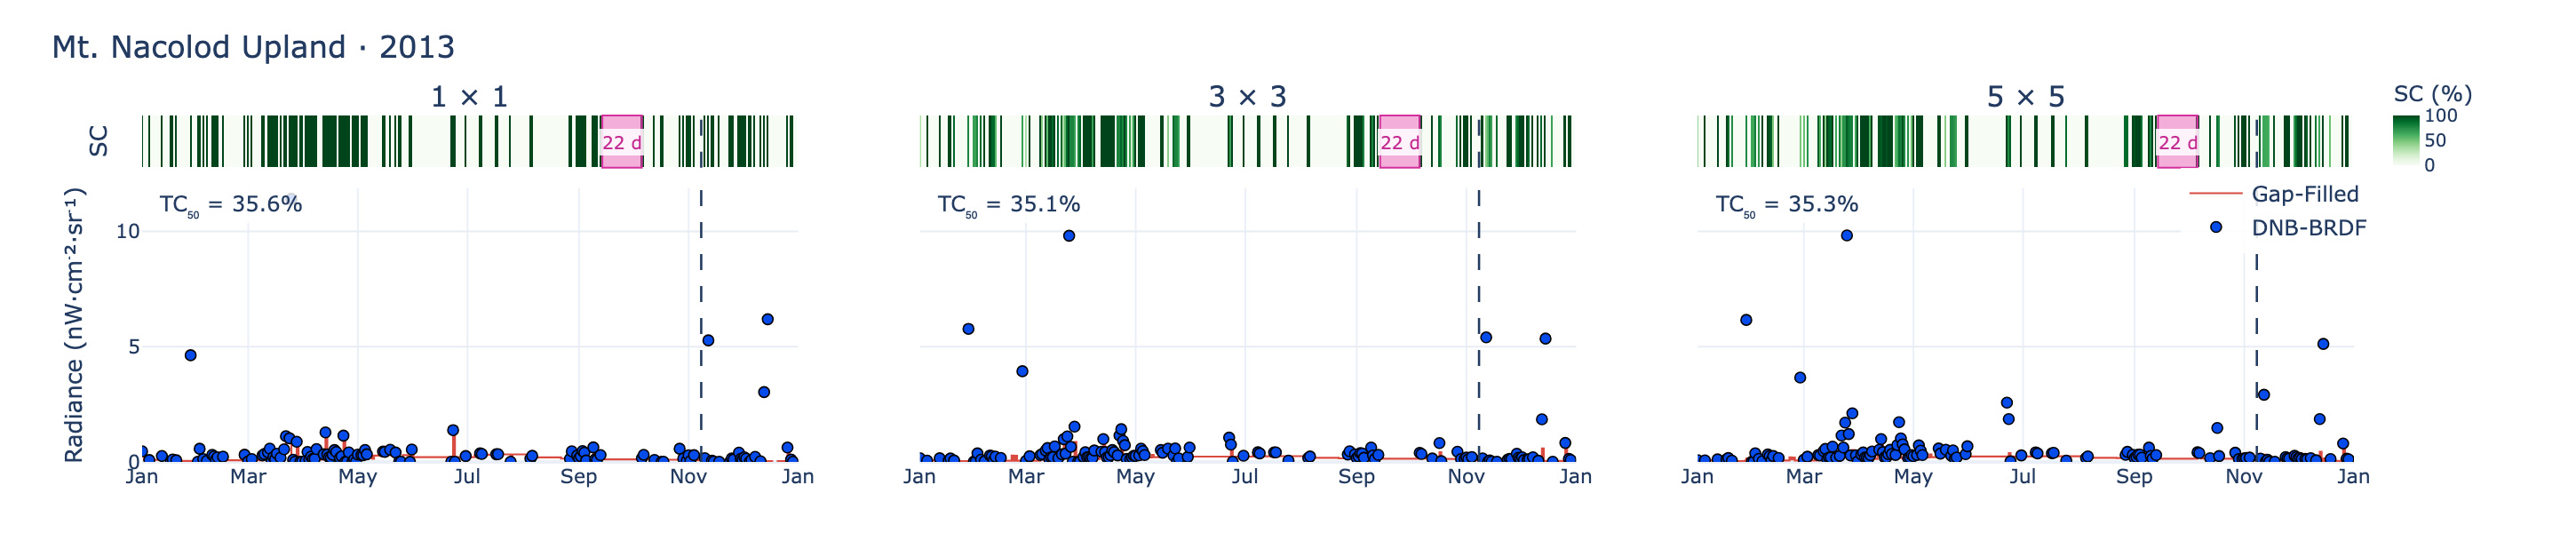 Mt. Nacolod Upland · 2013
1 × 1
3 × 3
5 × 5
SC (%)
100
50
0
SC
22 d
22 d
22 d
TC₅₀ = 35.6%
TC₅₀ = 35.1%
TC₅₀ = 35.3%
Gap-Filled
DNB-BRDF
Radiance (nW·cm⁻²·sr⁻¹)
10
5
0
Jan Mar May Jul Sep Nov Jan
Jan Mar May Jul Sep Nov Jan
Jan Mar May Jul Sep Nov Jan